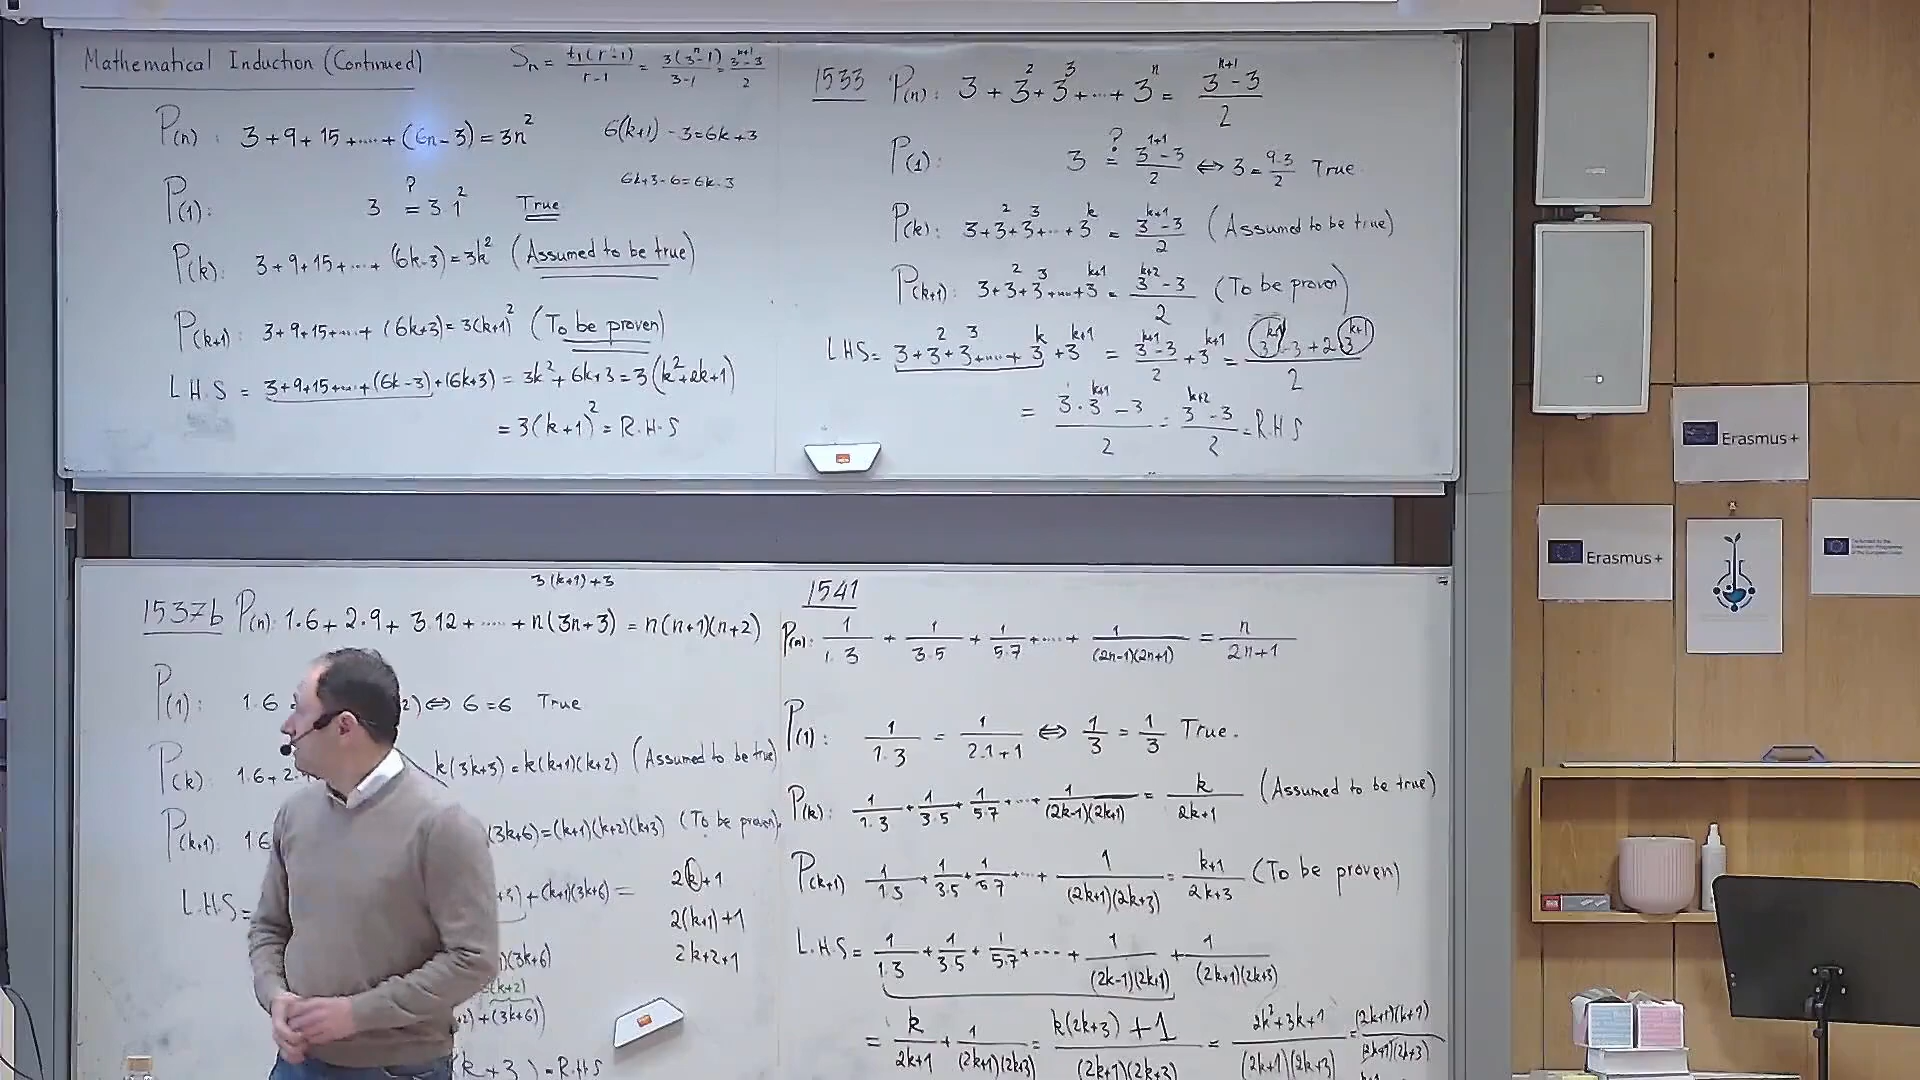 Mathematical Induction (Continued)
Sn = t1(r^n-1)/r-1 = 3(3^n-1)/3-1 = 3^(n+1)-3/2
P(n): 3+9+15+.....+(6n-3)=3n²
6(k+1)-3=6k+3
6k+3-6=6k-3
P(1): 3 ?= 3.1² True
P(k): 3+9+15+....+(6k-3)=3k² (Assumed to be true)
P(k+1): 3+9+15+.....+(6k+3)=3(k+1)² (To be proven)
L.H.S = 3+9+15+....+(6k-3)+(6k+3) = 3k²+6k+3=3(k²+2k+1)
=3(k+1)²=R.H.S
1533 P(n): 3+3²+3³+....+3^n = 3^(n+1)-3/2
P(1): 3 ?= 3^(1+1)-3/2 ⇔ 3=9-3/2 True
P(k): 3+3²+3³+....+3^k = 3^(k+1)-3/2 (Assumed to be true)
P(k+1): 3+3²+3³+....+3^(k+1) = 3^(k+2)-3/2 (To be proven)
LHS= 3+3²+3³+.....+3^k+3^(k+1) = 3^(k+1)-3/2+3^(k+1) = 3^(k+1)-3+2.3^(k+1)/2
= 3.3^(k+1)-3/2 = 3^(k+2)-3/2 = R.H.S
3(k+1)+3
1537b P(n): 1.6+2.9+3.12+.....+n(3n+3)=n(n+1)(n+2)
P(1): 1.6 2)⇔ 6=6 True
P(k): 1.6+2. k(3k+3)=k(k+1)(k+2) (Assumed to be true)
P(k+1): 1.6 (3k+6)=(k+1)(k+2)(k+3) (To be proven)
L.H.S= +3)+(k+1)(3k+6)=
2k+1
2(k+1)+1
2k+2+1
)(3k+6)
(k+2)
+2)+(3k+6)
(k+3)=R.H.S
1541
P(n): 1/1.3 + 1/3.5 + 1/5.7 +....+ 1/(2n-1)(2n+1) = n/2n+1
P(1): 1/1.3 = 1/2.1+1 ⇔ 1/3 = 1/3 True.
P(k): 1/1.3+1/3.5+1/5.7+...+1/(2k-1)(2k+1) = k/2k+1 (Assumed to be true)
P(k+1) 1/1.3+1/3.5+1/5.7+...+1/(2k+1)(2k+3) = k+1/2k+3 (To be proven)
L.H.S= 1/1.3+1/3.5+1/5.7+....+1/(2k-1)(2k+1)+1/(2k+1)(2k+3)
= k/2k+1+1/(2k+1)(2k+3) = k(2k+3)+1/(2k+1)(2k+3) = 2k²+3k+1/(2k+1)(2k+3) = (2k+1)(k+1)/(2k+1)(2k+3)
Erasmus+
Erasmus+